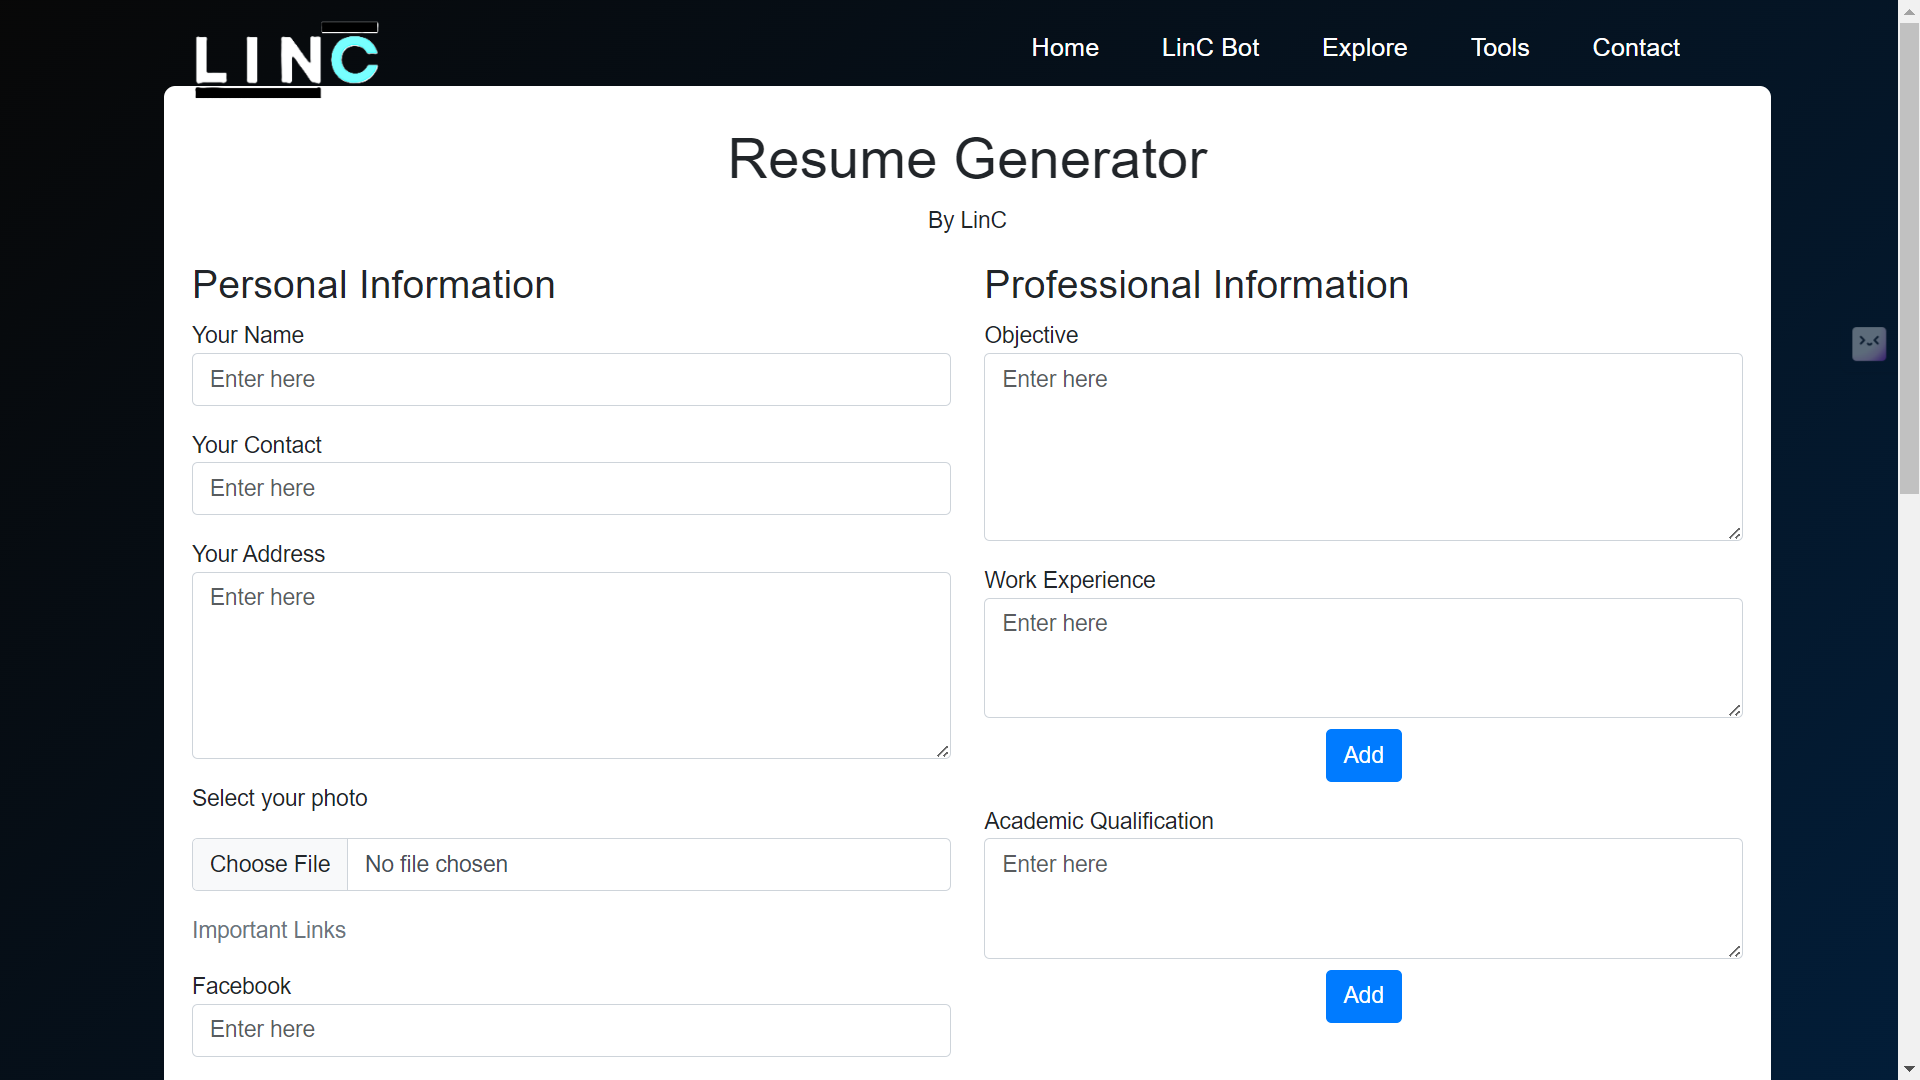 LINC
Home LinC Bot Explore Tools Contact
Resume Generator
By LinC
Personal Information
Your Name
Enter here
Your Contact
Enter here
Your Address
Enter here
Select your photo
Choose File No file chosen
Important Links
Facebook
Enter here
Professional Information
Objective
Enter here
Work Experience
Enter here
Add
Academic Qualification
Enter here
Add